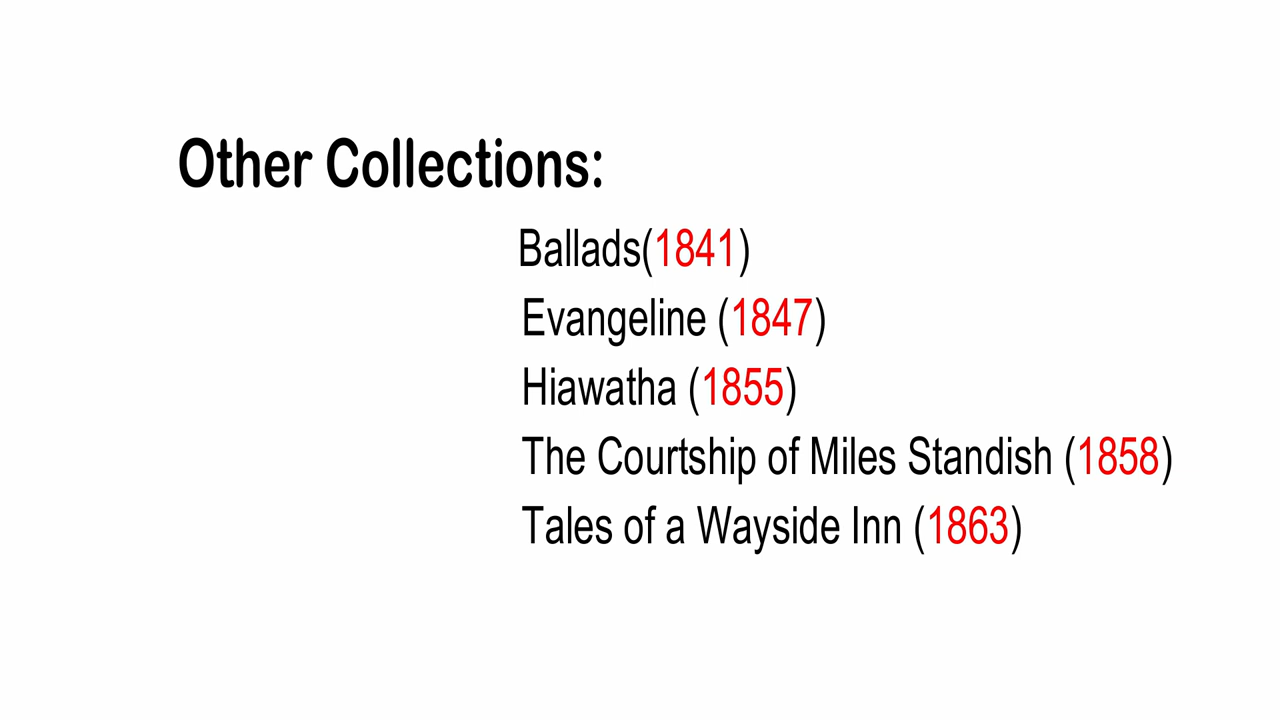 Other Collections:
Ballads(1841)
Evangeline (1847)
Hiawatha (1855)
The Courtship of Miles Standish (1858)
Tales of a Wayside Inn (1863)